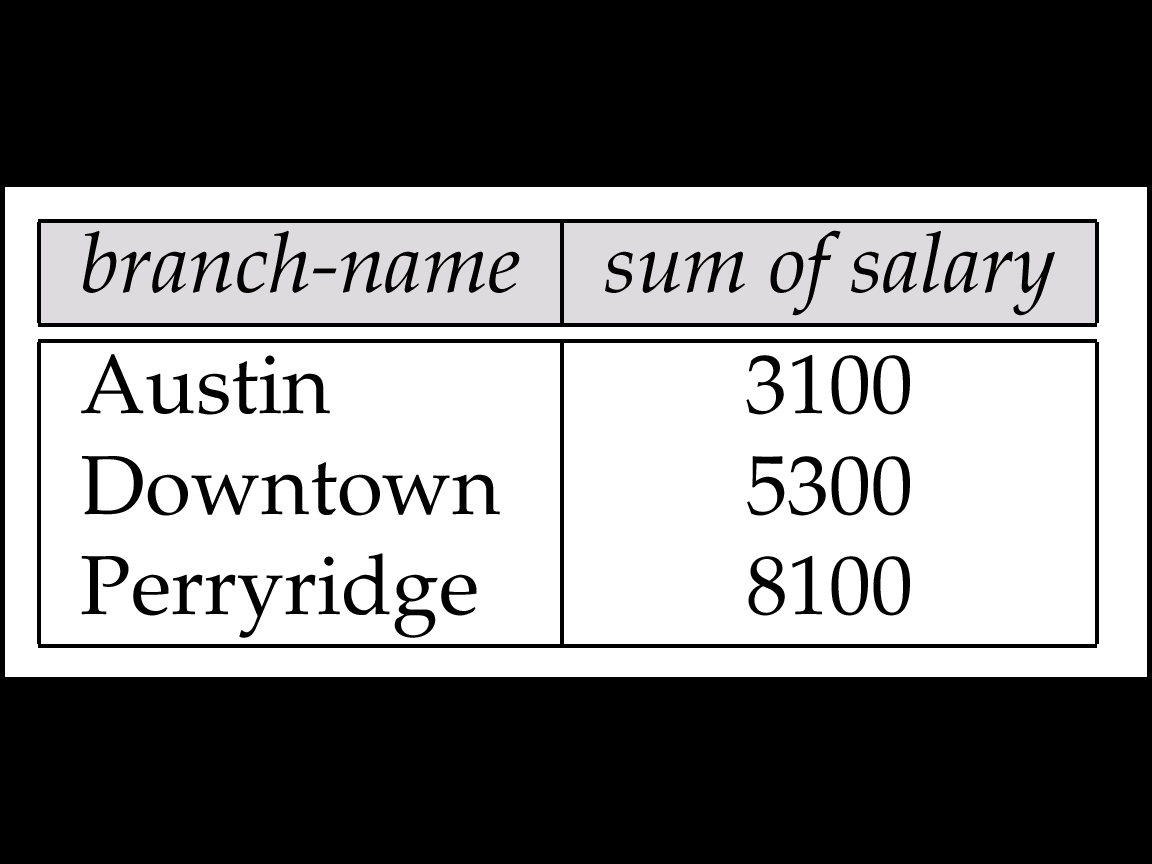 branch-name sum of salary
Austin 3100
Downtown 5300
Perryridge 8100